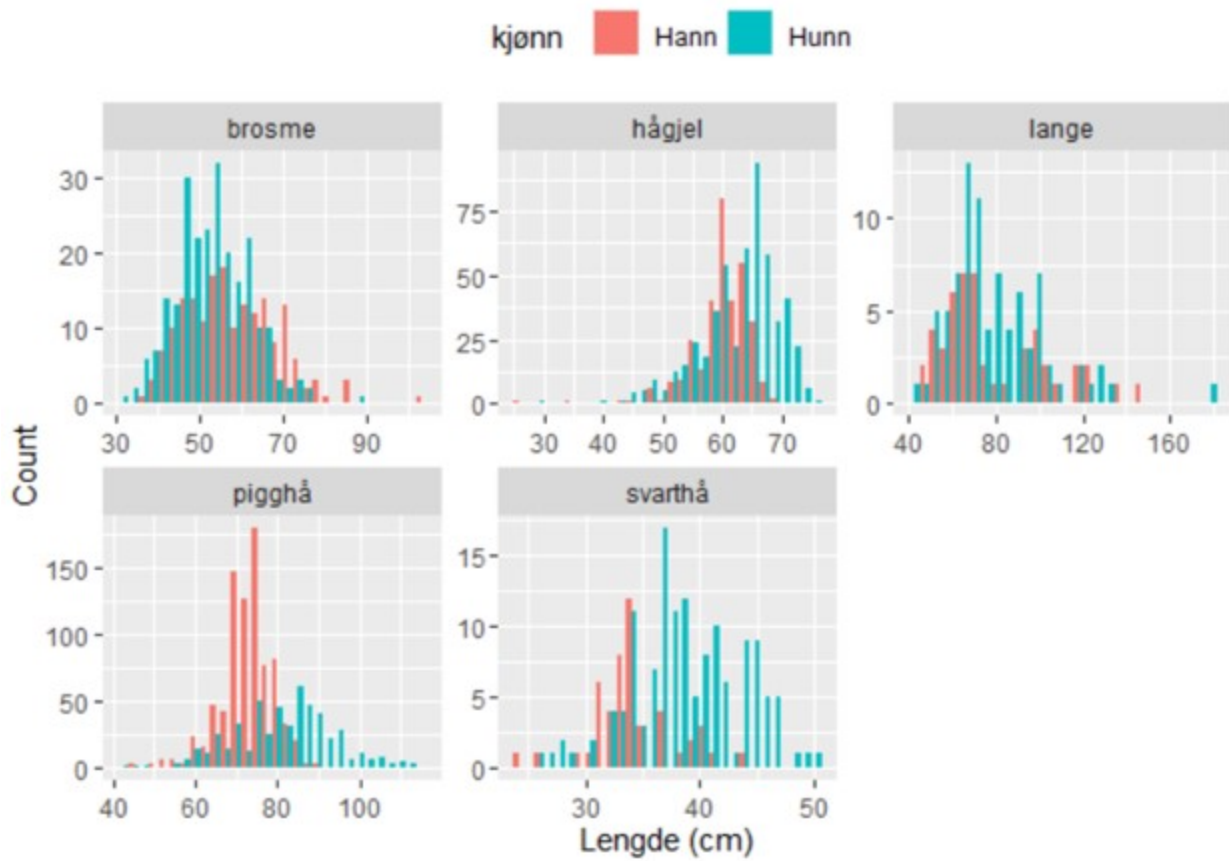 kjønn Hann Hunn
brosme hågjel lange
30
20
10
0
75
50
25
0
10
5
0
30 50 70 90
30 40 50 60 70
40 80 120 160
Count
pigghå svarthå
150
100
50
0
15
10
5
0
40 60 80 100
30 40 50
Lengde (cm)